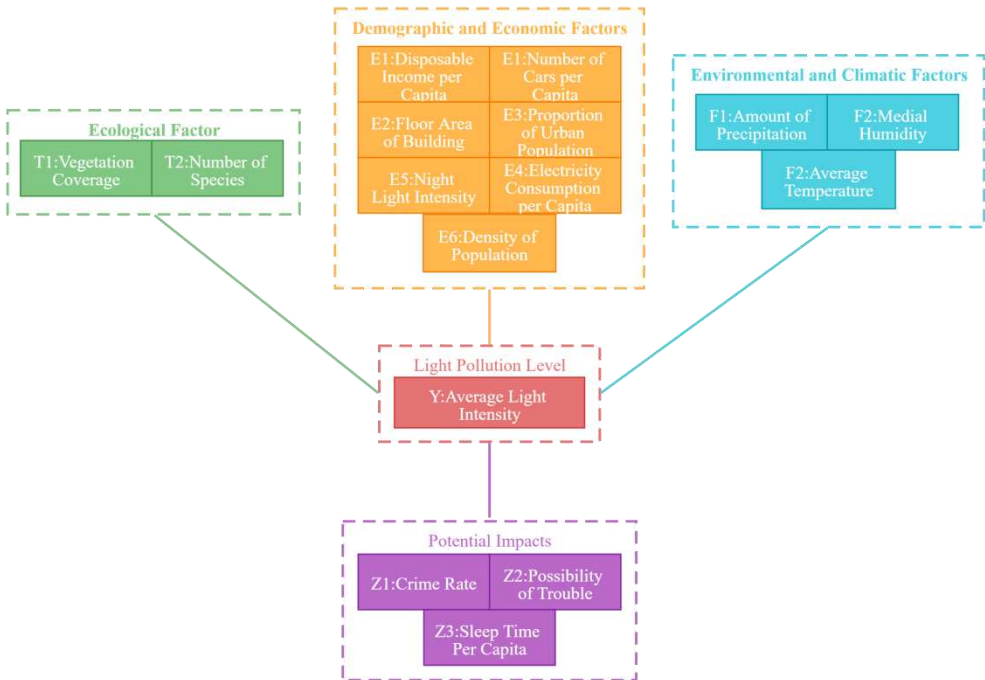 Demographic and Economic Factors
E1:Disposable
Income per
Capita
E1:Number of
Cars per
Capita
E2:Floor Area
of Building
E3:Proportion
of Urban
Population
E5:Night
Light Intensity
E4:Electricity
Consumption
per Capita
E6:Density of
Population
Ecological Factor
T1:Vegetation
Coverage
T2:Number of
Species
Environmental and Climatic Factors
F1:Amount of
Precipitation
F2:Medial
Humidity
F2:Average
Temperature
Light Pollution Level
Y:Average Light
Intensity
Potential Impacts
Z1:Crime Rate
Z2:Possibility
of Trouble
Z3:Sleep Time
Per Capita